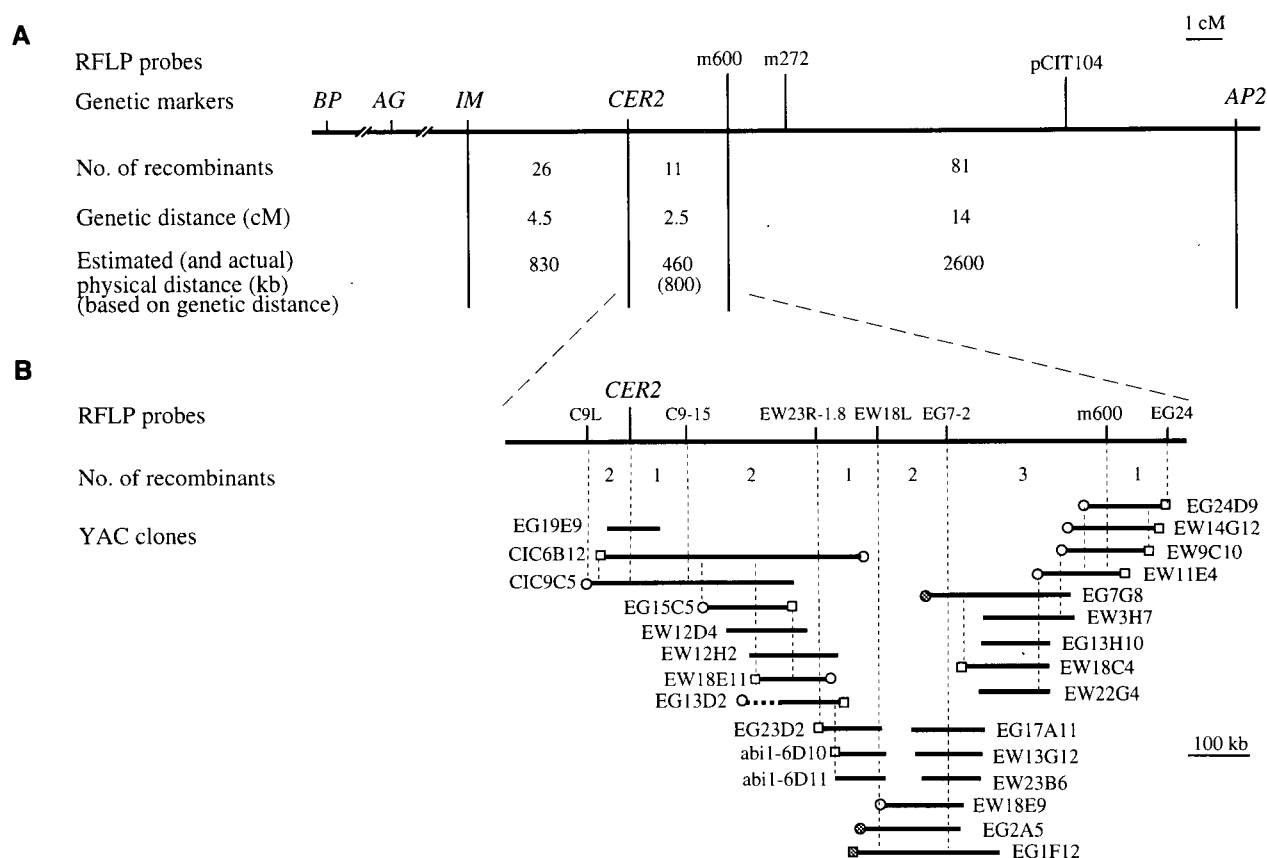 A
1 cM
RFLP probes
m600 m272 pCIT104
Genetic markers
BP AG IM CER2 AP2
No. of recombinants
26 11 81
Genetic distance (cM)
4.5 2.5 14
Estimated (and actual)
physical distance (kb)
(based on genetic distance)
830 460 2600
(800)
B
CER2
RFLP probes
C9L C9-15 EW23R-1.8 EW18L EG7-2 m600 EG24
No. of recombinants
2 1 2 1 2 3 1
YAC clones
EG24D9
EG19E9 EW14G12
CIC6B12 EW9C10
CIC9C5 EW11E4
EG15C5 EG7G8
EW12D4 EW3H7
EW12H2 EG13H10
EW18E11 EW18C4
EG13D2 EW22G4
EG23D2 EG17A11
abi1-6D10 EW13G12
100 kb
abi1-6D11 EW23B6
EW18E9
EG2A5
EG1F12